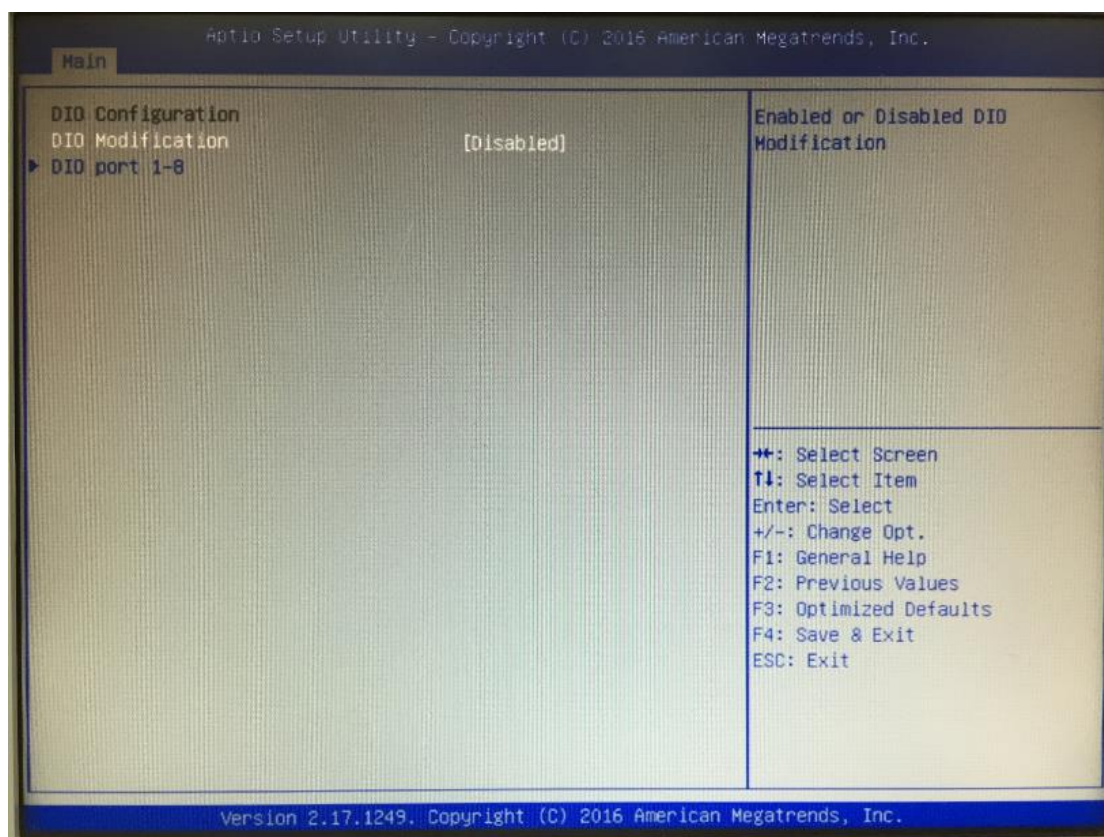 Aptio Setup Utility - Copyright (C) 2016 American Megatrends, Inc.
Main
DIO Configuration
DIO Modification [Disabled]
DIO port 1-8
Enabled or Disabled DIO
Modification
→←: Select Screen
↑↓: Select Item
Enter: Select
+/-: Change Opt.
F1: General Help
F2: Previous Values
F3: Optimized Defaults
F4: Save & Exit
ESC: Exit
Version 2.17.1249. Copyright (C) 2016 American Megatrends, Inc.